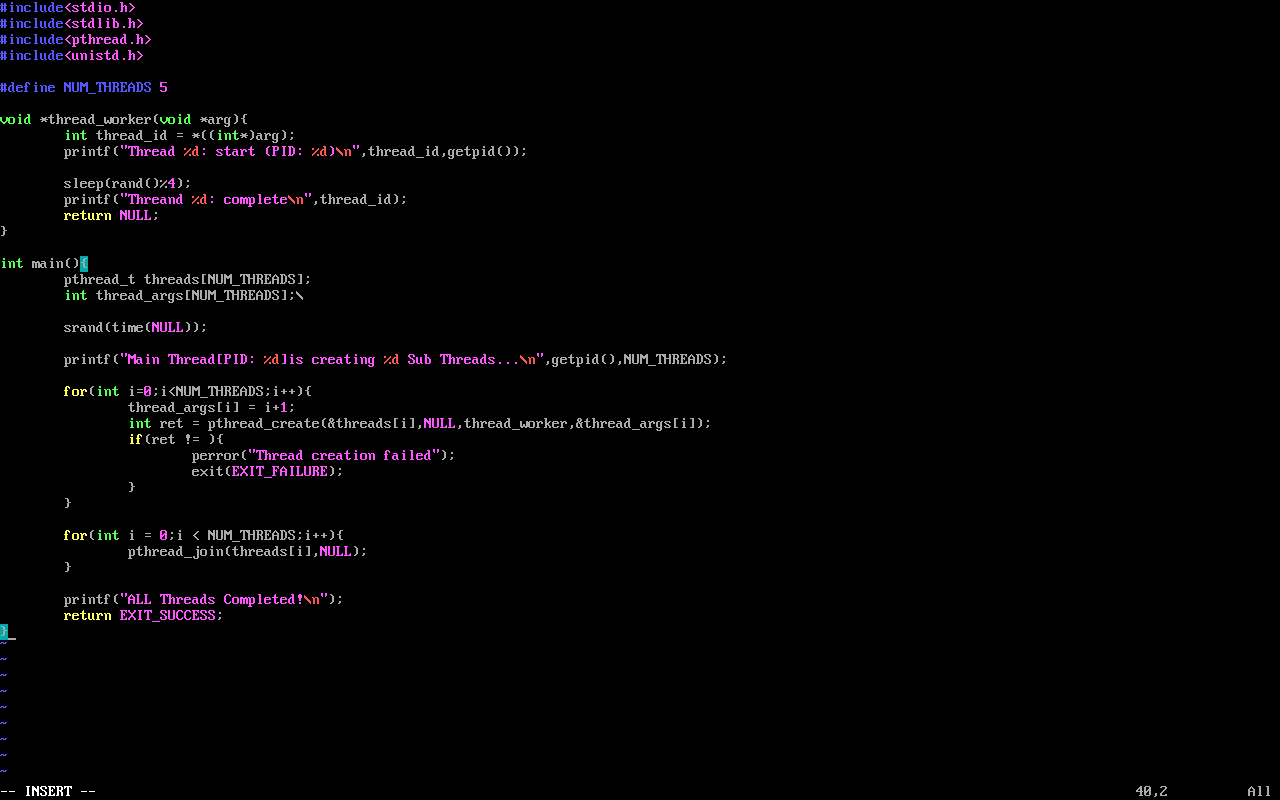 #include<stdio.h>
#include<stdlib.h>
#include<pthread.h>
#include<unistd.h>

#define NUM_THREADS 5

void *thread_worker(void *arg){
        int thread_id = *((int*)arg);
        printf("Thread %d: start (PID: %d)\n",thread_id,getpid());

        sleep(rand()%4);
        printf("Threand %d: complete\n",thread_id);
        return NULL;
}

int main(){
        pthread_t threads[NUM_THREADS];
        int thread_args[NUM_THREADS];\

        srand(time(NULL));

        printf("Main Thread[PID: %d]is creating %d Sub Threads...\n",getpid(),NUM_THREADS);

        for(int i=0;i<NUM_THREADS;i++){
                thread_args[i] = i+1;
                int ret = pthread_create(&threads[i],NULL,thread_worker,&thread_args[i]);
                if(ret != ){
                        perror("Thread creation failed");
                        exit(EXIT_FAILURE);
                }
        }

        for(int i = 0;i < NUM_THREADS;i++){
                pthread_join(threads[i],NULL);
        }

        printf("ALL Threads Completed!\n");
        return EXIT_SUCCESS;
}
~
~
~
~
~
~
~
~
~
-- INSERT -- 40,2 All